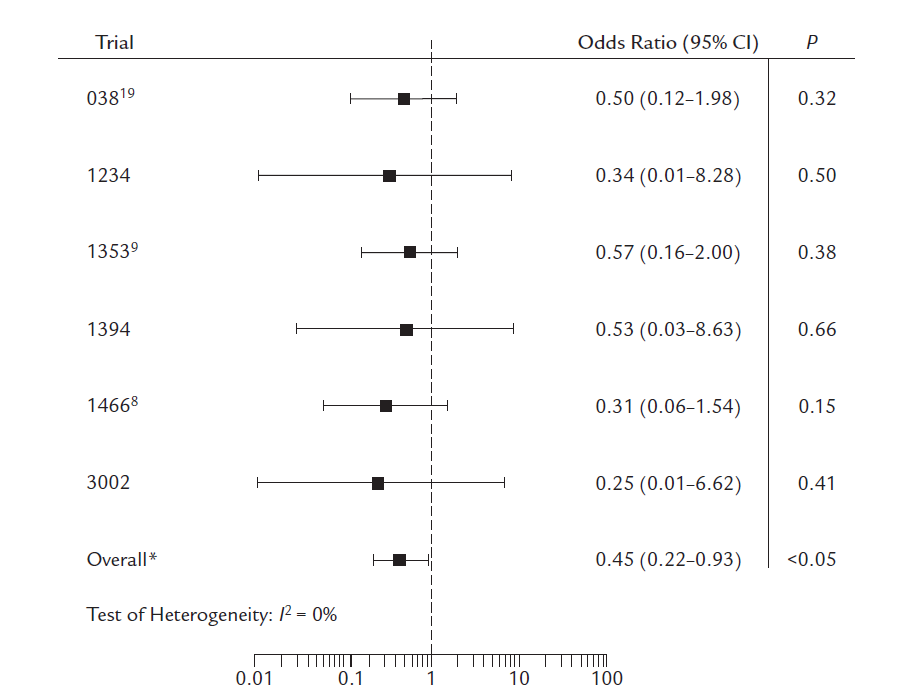 Trial Odds Ratio (95% CI) P
038¹⁹ 0.50 (0.12–1.98) 0.32
1234 0.34 (0.01–8.28) 0.50
1353⁹ 0.57 (0.16–2.00) 0.38
1394 0.53 (0.03–8.63) 0.66
1466⁸ 0.31 (0.06–1.54) 0.15
3002 0.25 (0.01–6.62) 0.41
Overall* 0.45 (0.22–0.93) <0.05
Test of Heterogeneity: I² = 0%
0.01 0.1 1 10 100